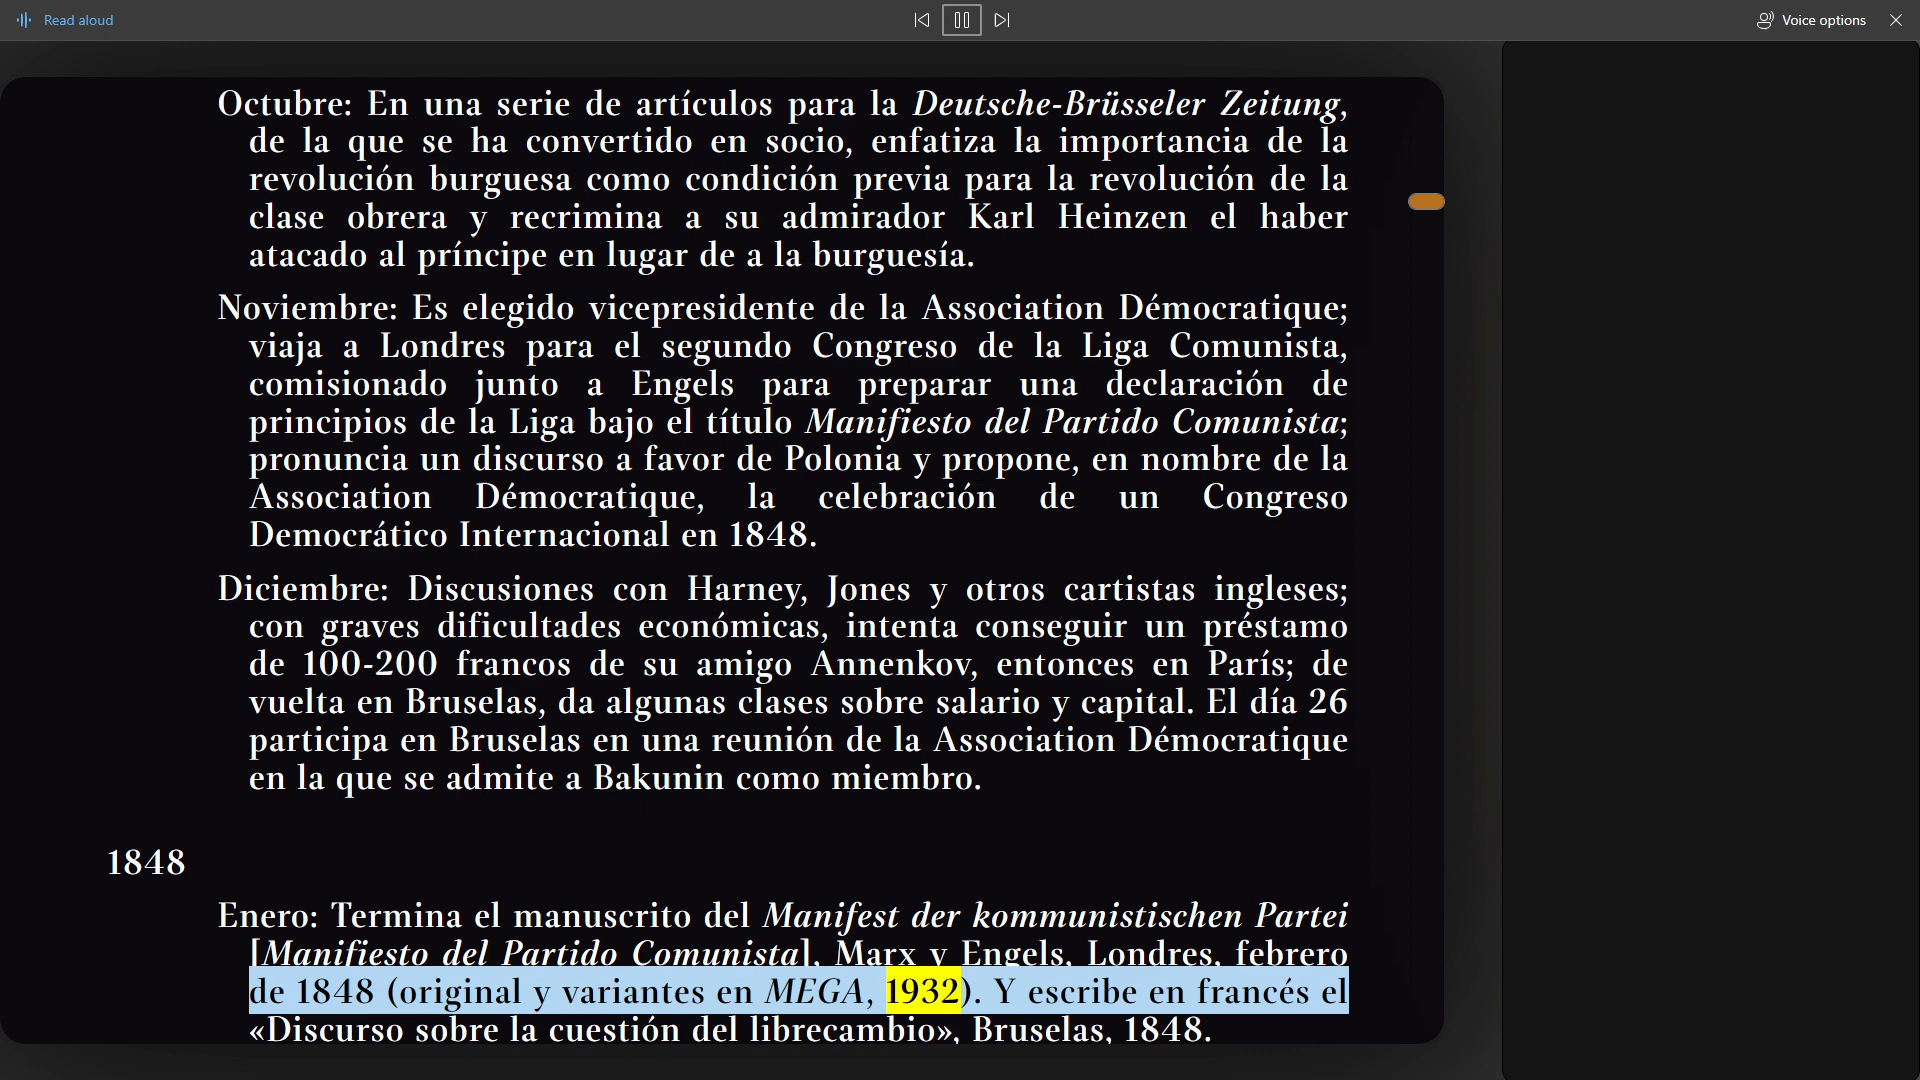 Read aloud
Voice options
Octubre: En una serie de artículos para la Deutsche-Brüsseler Zeitung,
de la que se ha convertido en socio, enfatiza la importancia de la
revolución burguesa como condición previa para la revolución de la
clase obrera y recrimina a su admirador Karl Heinzen el haber
atacado al príncipe en lugar de a la burguesía.
Noviembre: Es elegido vicepresidente de la Association Démocratique;
viaja a Londres para el segundo Congreso de la Liga Comunista,
comisionado junto a Engels para preparar una declaración de
principios de la Liga bajo el título Manifiesto del Partido Comunista;
pronuncia un discurso a favor de Polonia y propone, en nombre de la
Association Démocratique, la celebración de un Congreso
Democrático Internacional en 1848.
Diciembre: Discusiones con Harney, Jones y otros cartistas ingleses;
con graves dificultades económicas, intenta conseguir un préstamo
de 100-200 francos de su amigo Annenkov, entonces en París; de
vuelta en Bruselas, da algunas clases sobre salario y capital. El día 26
participa en Bruselas en una reunión de la Association Démocratique
en la que se admite a Bakunin como miembro.
1848
Enero: Termina el manuscrito del Manifest der kommunistischen Partei
[Manifiesto del Partido Comunista], Marx y Engels, Londres, febrero
de 1848 (original y variantes en MEGA, 1932). Y escribe en francés el
«Discurso sobre la cuestión del librecambio», Bruselas, 1848.